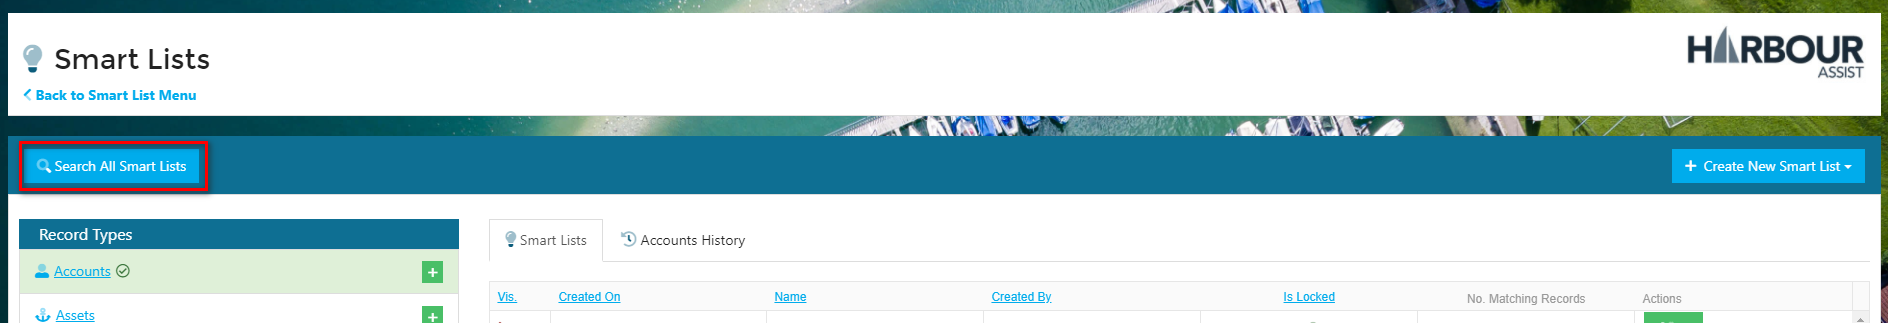 Smart Lists
HARBOUR
ASSIST
Back to Smart List Menu
Search All Smart Lists
+ Create New Smart List
Record Types
Accounts
+
Assets
+
Smart Lists
Accounts History
Vis.
Created On
Name
Created By
Is Locked
No. Matching Records
Actions